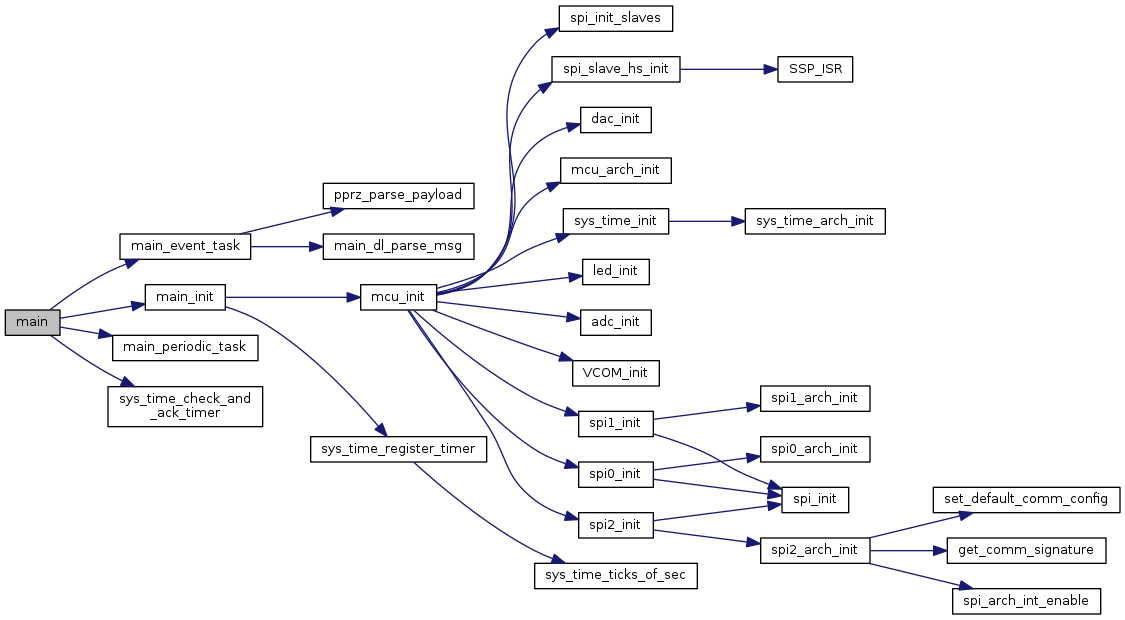 spi_init_slaves
spi_slave_hs_init
SSP_ISR
dac_init
mcu_arch_init
pprz_parse_payload
sys_time_init
sys_time_arch_init
main_event_task
main_dl_parse_msg
led_init
main_init
mcu_init
main
adc_init
main_periodic_task
VCOM_init
sys_time_check_and
_ack_timer
spi1_arch_init
spi1_init
sys_time_register_timer
spi0_arch_init
spi0_init
spi_init
set_default_comm_config
spi2_init
spi2_arch_init
get_comm_signature
sys_time_ticks_of_sec
spi_arch_int_enable